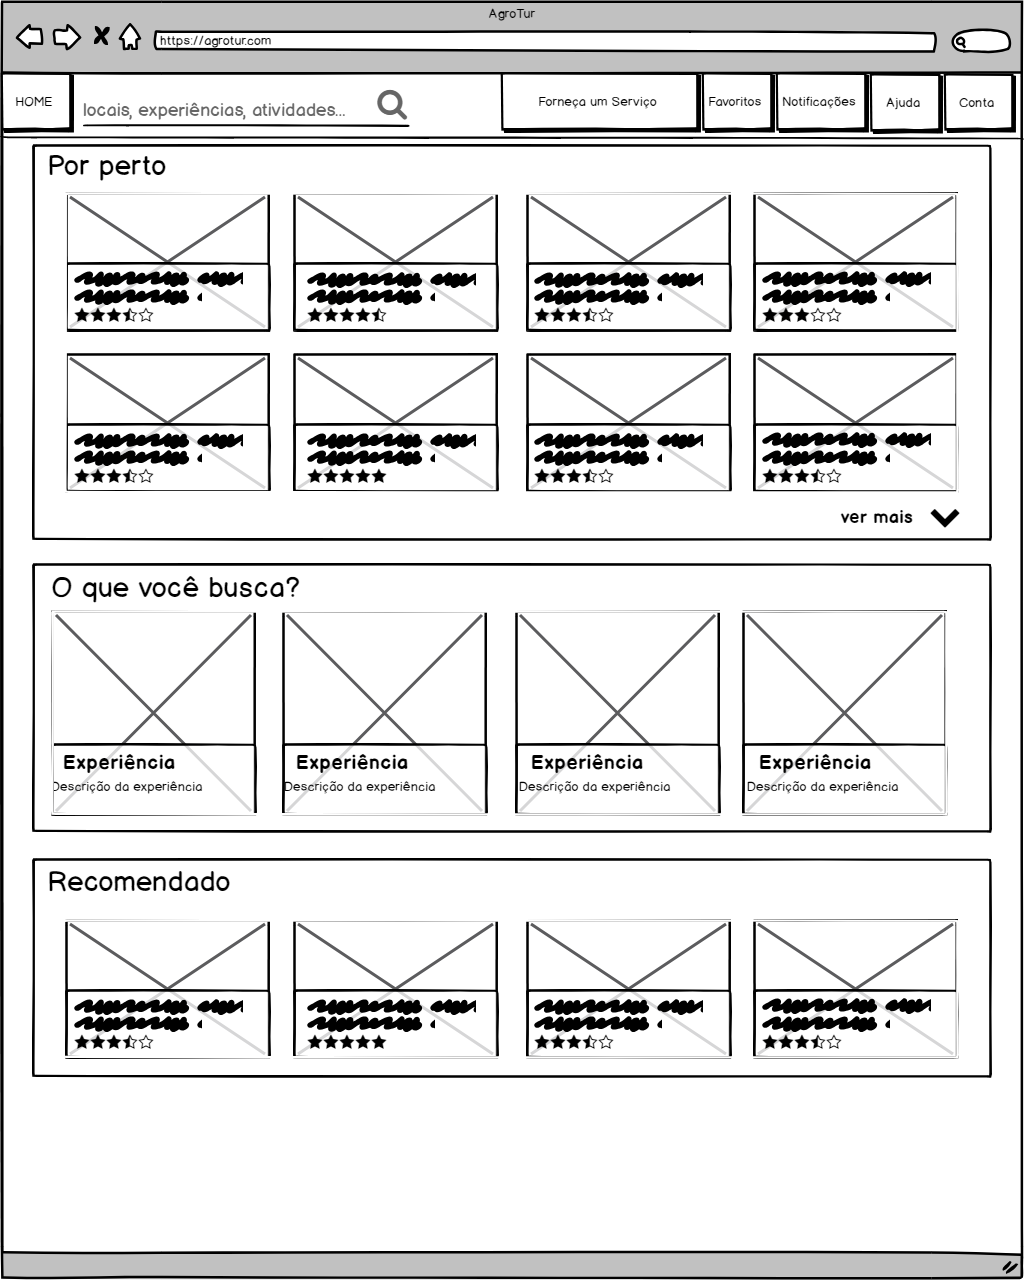 AgroTur
https://agrotur.com
HOME
locais, experiências, atividades...
Forneça um Serviço
Favoritos
Notificações
Ajuda
Conta
Por perto
ver mais
O que você busca?
Experiência
Descrição da experiência
Experiência
Descrição da experiência
Experiência
Descrição da experiência
Experiência
Descrição da experiência
Recomendado